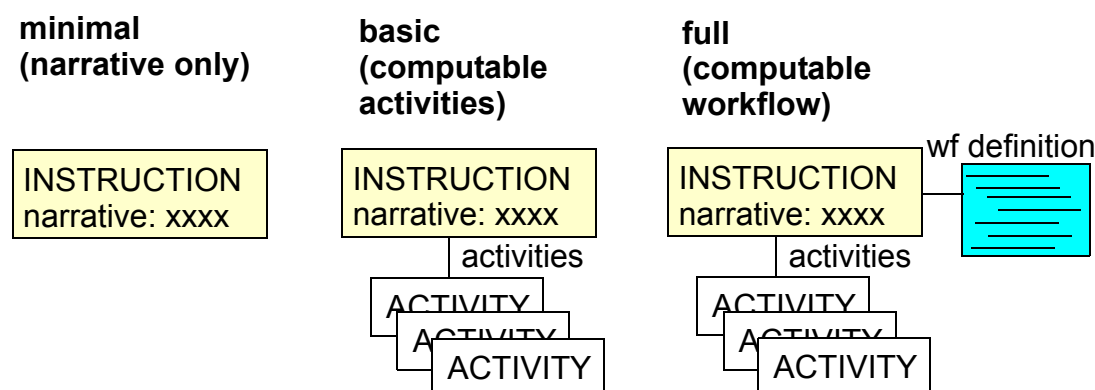 minimal
(narrative only)
INSTRUCTION
narrative: xxxx
basic
(computable
activities)
INSTRUCTION
narrative: xxxx
activities
ACTIVITY
ACTIVITY
ACTIVITY
full
(computable
workflow)
wf definition
INSTRUCTION
narrative: xxxx
activities
ACTIVITY
ACTIVITY
ACTIVITY